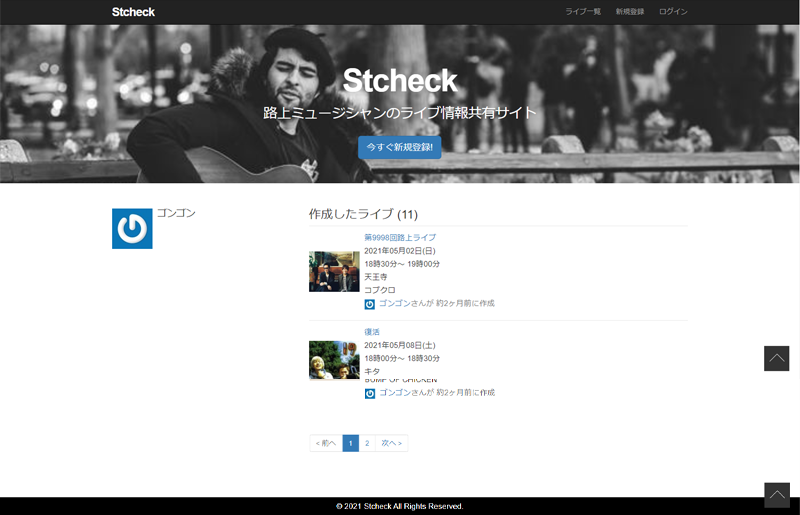 Stcheck
ライブ一覧 新規登録 ログイン
Stcheck
路上ミュージシャンのライブ情報共有サイト
今すぐ新規登録!
ゴンゴン
作成したライブ (11)
第9998回路上ライブ
2021年05月02日(日)
18時30分～ 19時00分
天王寺
コブクロ
ゴンゴンさんが 約2ヶ月前に作成
復活
2021年05月08日(土)
18時00分～ 18時30分
キタ
BUMP OF CHICKEN
ゴンゴンさんが 約2ヶ月前に作成
< 前へ 1 2 次へ >
© 2021 Stcheck All Rights Reserved.